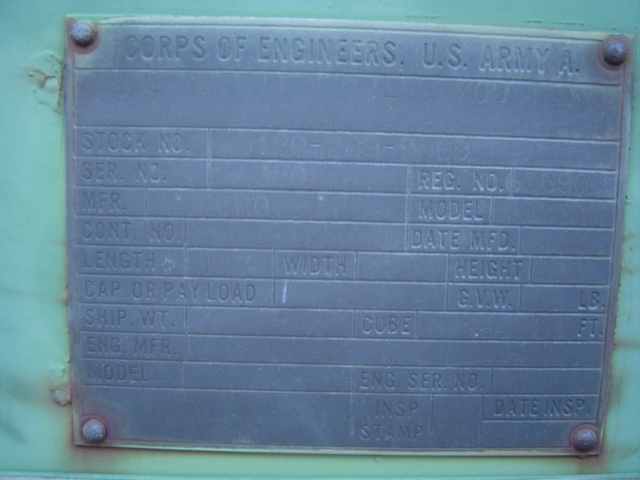 CORPS OF ENGINEERS, U.S. ARMY A.
STOCK NO.
SER. NO. REG. NO.
MFR. MODEL
CONT. NO. DATE MFD.
LENGTH WIDTH HEIGHT
CAP. OR PAY LOAD G.V.W. LB.
SHIP. WT. CUBE FT.
ENG. MFR.
MODEL ENG. SER. NO.
INSP. STAMP DATE INSP.